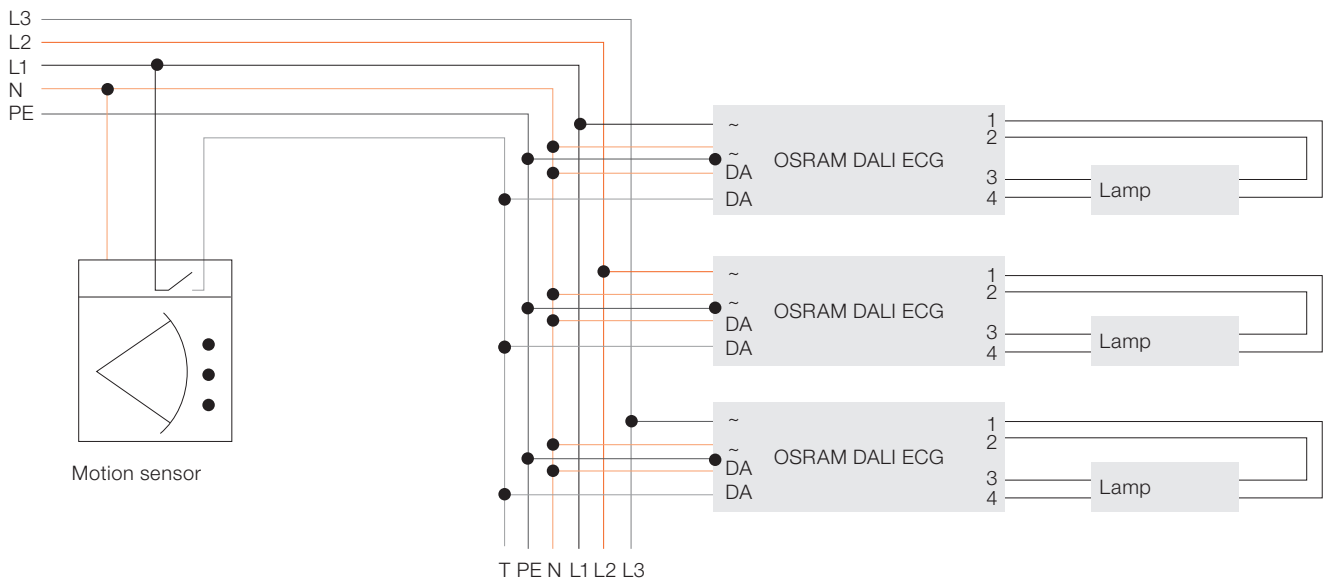 L3
L2
L1
N
PE
~
~
DA
DA
OSRAM DALI ECG
1
2
3
4
Lamp
~
~
DA
DA
OSRAM DALI ECG
1
2
3
4
Lamp
~
~
DA
DA
OSRAM DALI ECG
1
2
3
4
Lamp
Motion sensor
T PE N L1 L2 L3